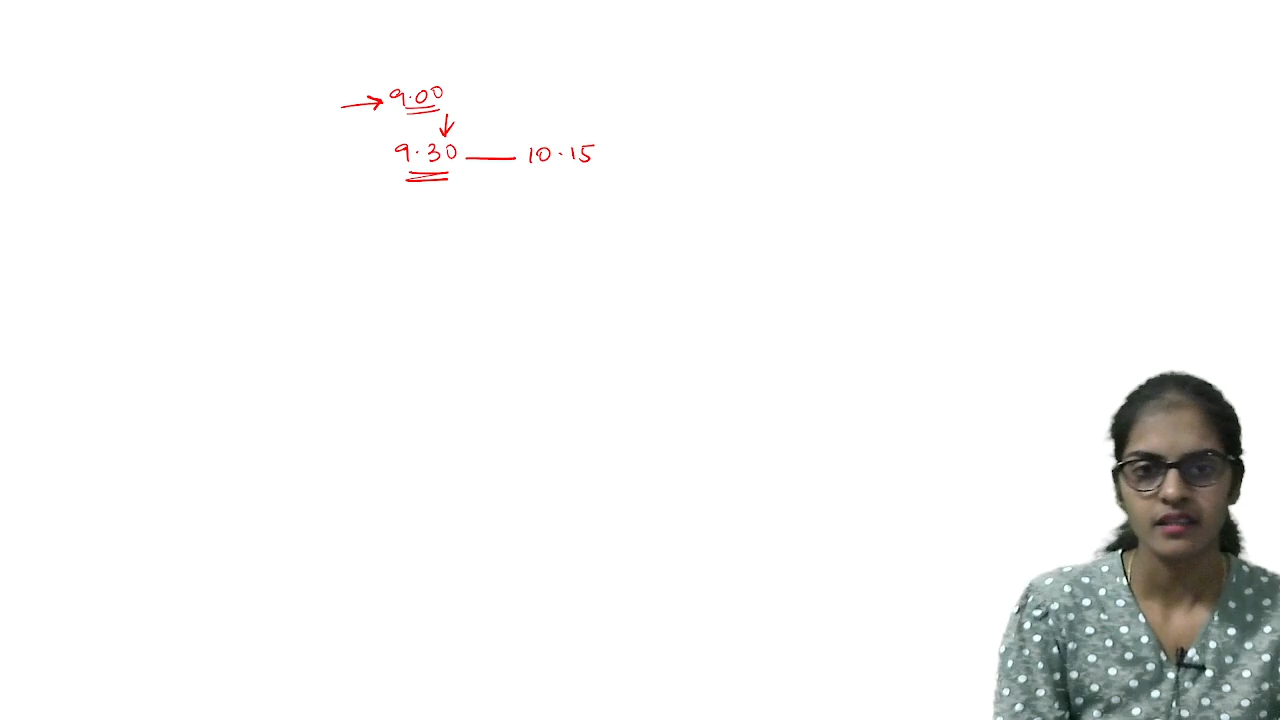 → 9.00
↓
9.30 — 10.15